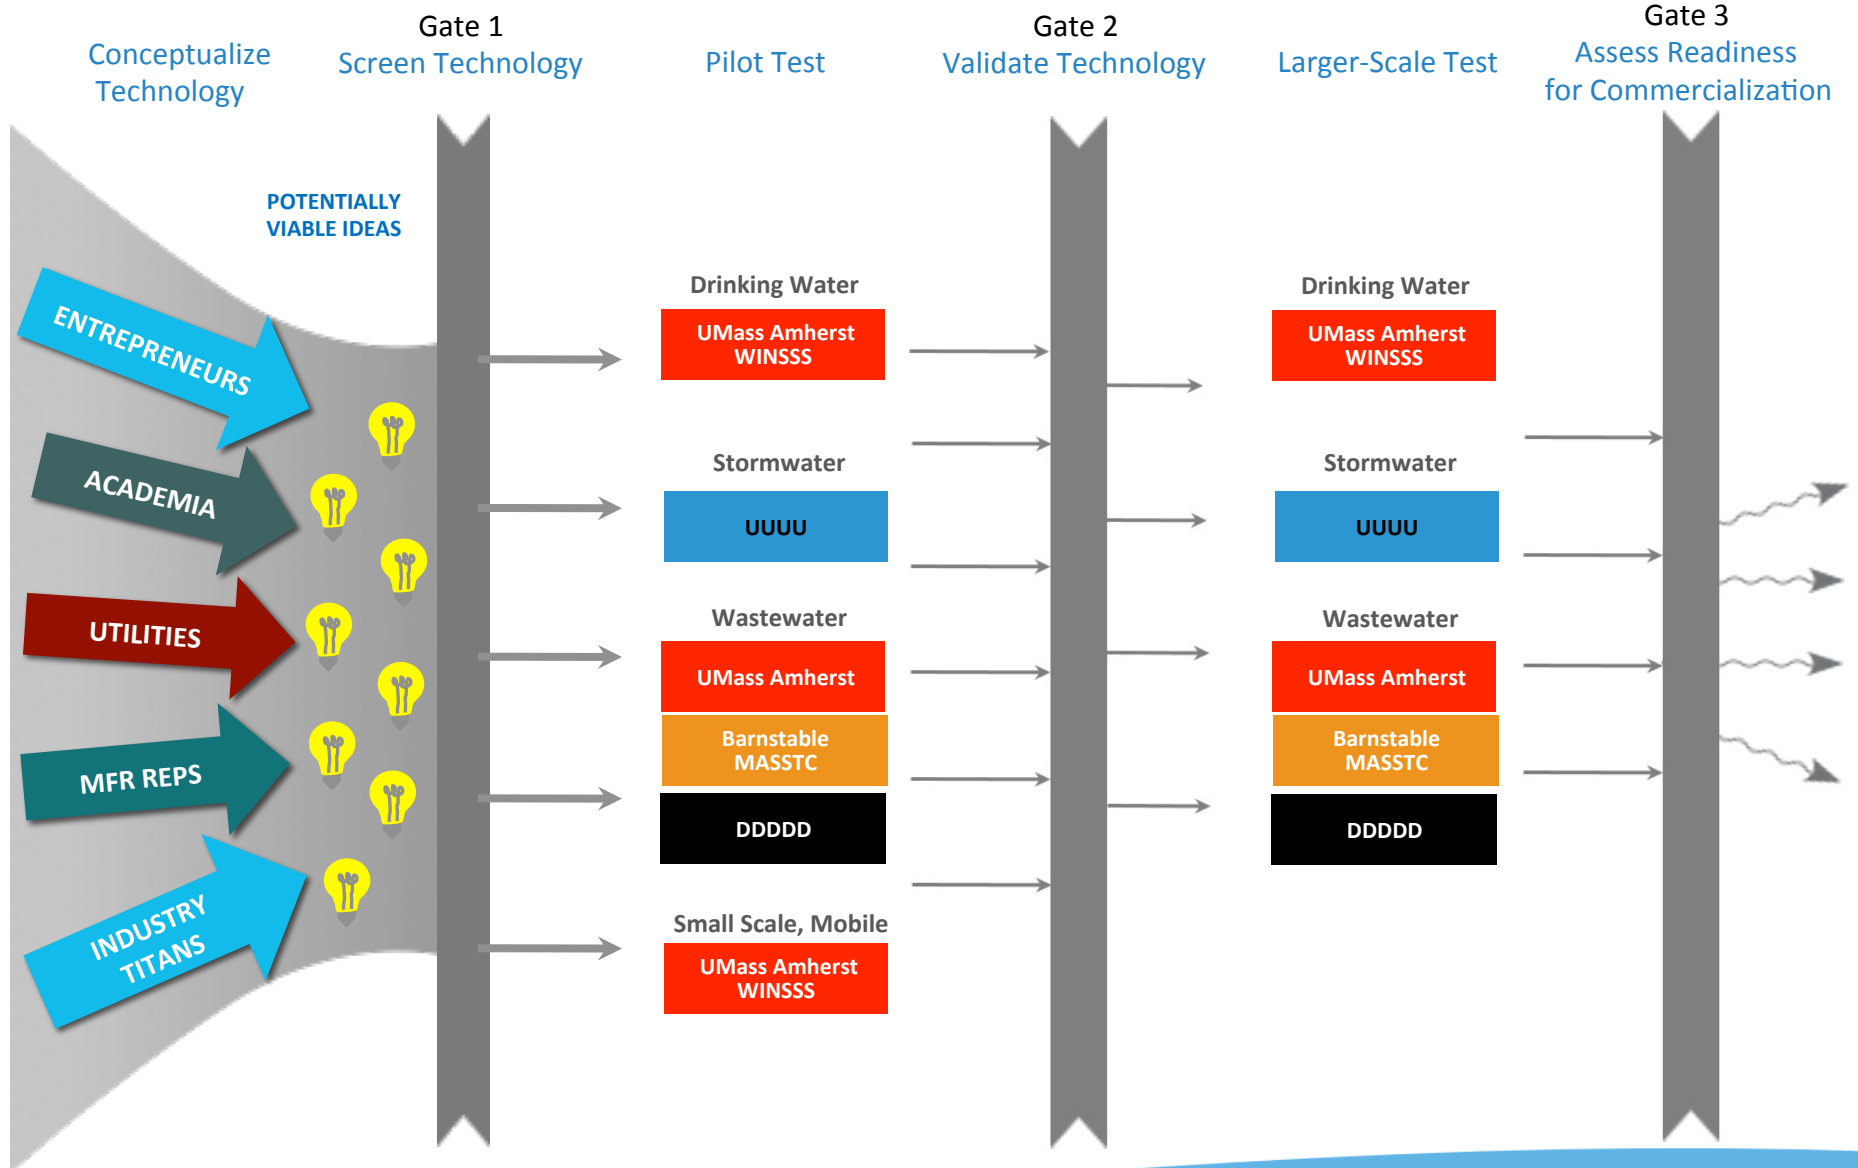 Gate 1
Gate 2
Gate 3
Conceptualize
Technology
Screen Technology
Pilot Test
Validate Technology
Larger-Scale Test
Assess Readiness
for Commercialization
POTENTIALLY
VIABLE IDEAS
ENTREPRENEURS
ACADEMIA
UTILITIES
MFR REPS
INDUSTRY
TITANS
Drinking Water
UMass Amherst
WINSSS
Stormwater
UUUU
Wastewater
UMass Amherst
Barnstable
MASSTC
DDDDD
Small Scale, Mobile
UMass Amherst
WINSSS
Drinking Water
UMass Amherst
WINSSS
Stormwater
UUUU
Wastewater
UMass Amherst
Barnstable
MASSTC
DDDDD